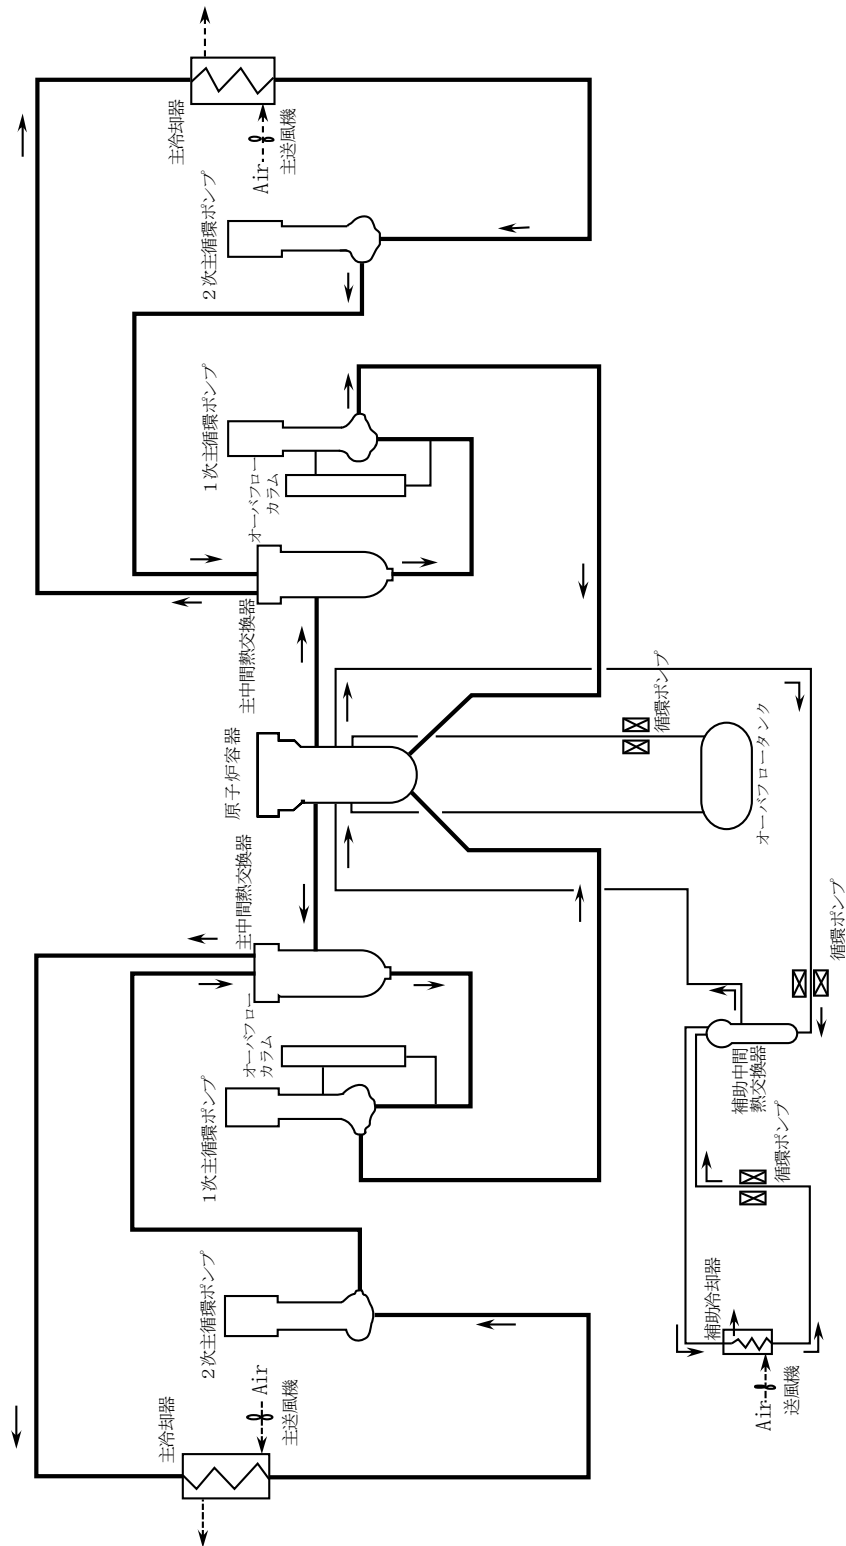 主冷却器
Air
主送風機
２次主循環ポンプ
１次主循環ポンプ
オーバフロー
カラム
主中間熱交換器
原子炉容器
主中間熱交換器
オーバフロー
カラム
１次主循環ポンプ
２次主循環ポンプ
主冷却器
Air
主送風機
循環ポンプ
オーバフロータンク
補助冷却器
Air
送風機
循環ポンプ
補助中間
熱交換器
循環ポンプ